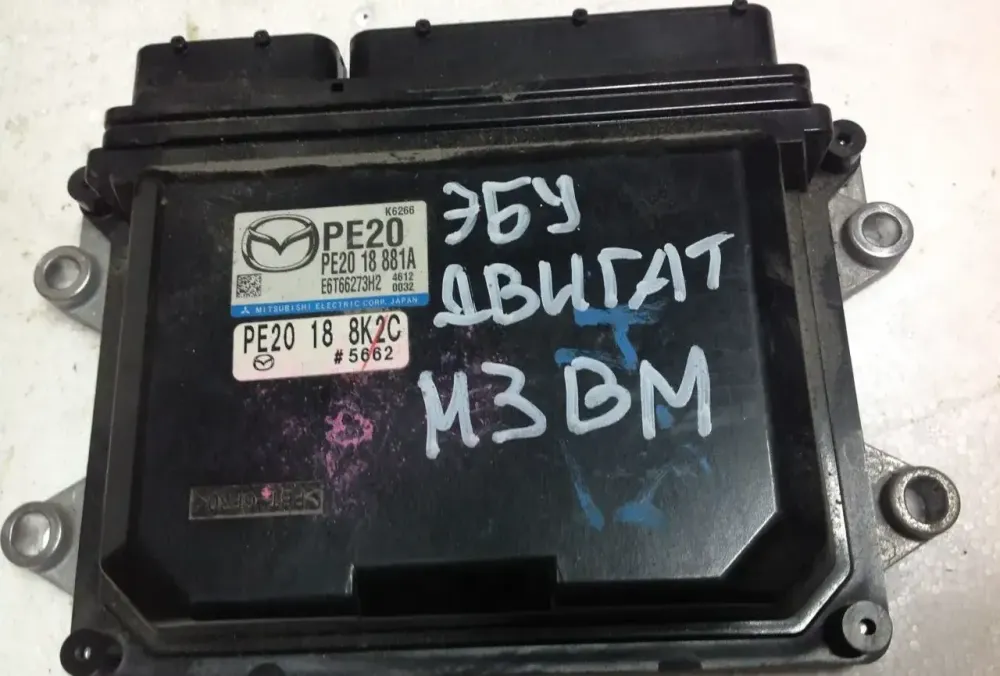 K6266
PE20
PE20 18 881A
E6T66273H2 4612
0032
MITSUBISHI ELECTRIC CORP. JAPAN
PE20 18 8K2C
#5662
ЭБУ
ДВИГАТ
М3 ВМ